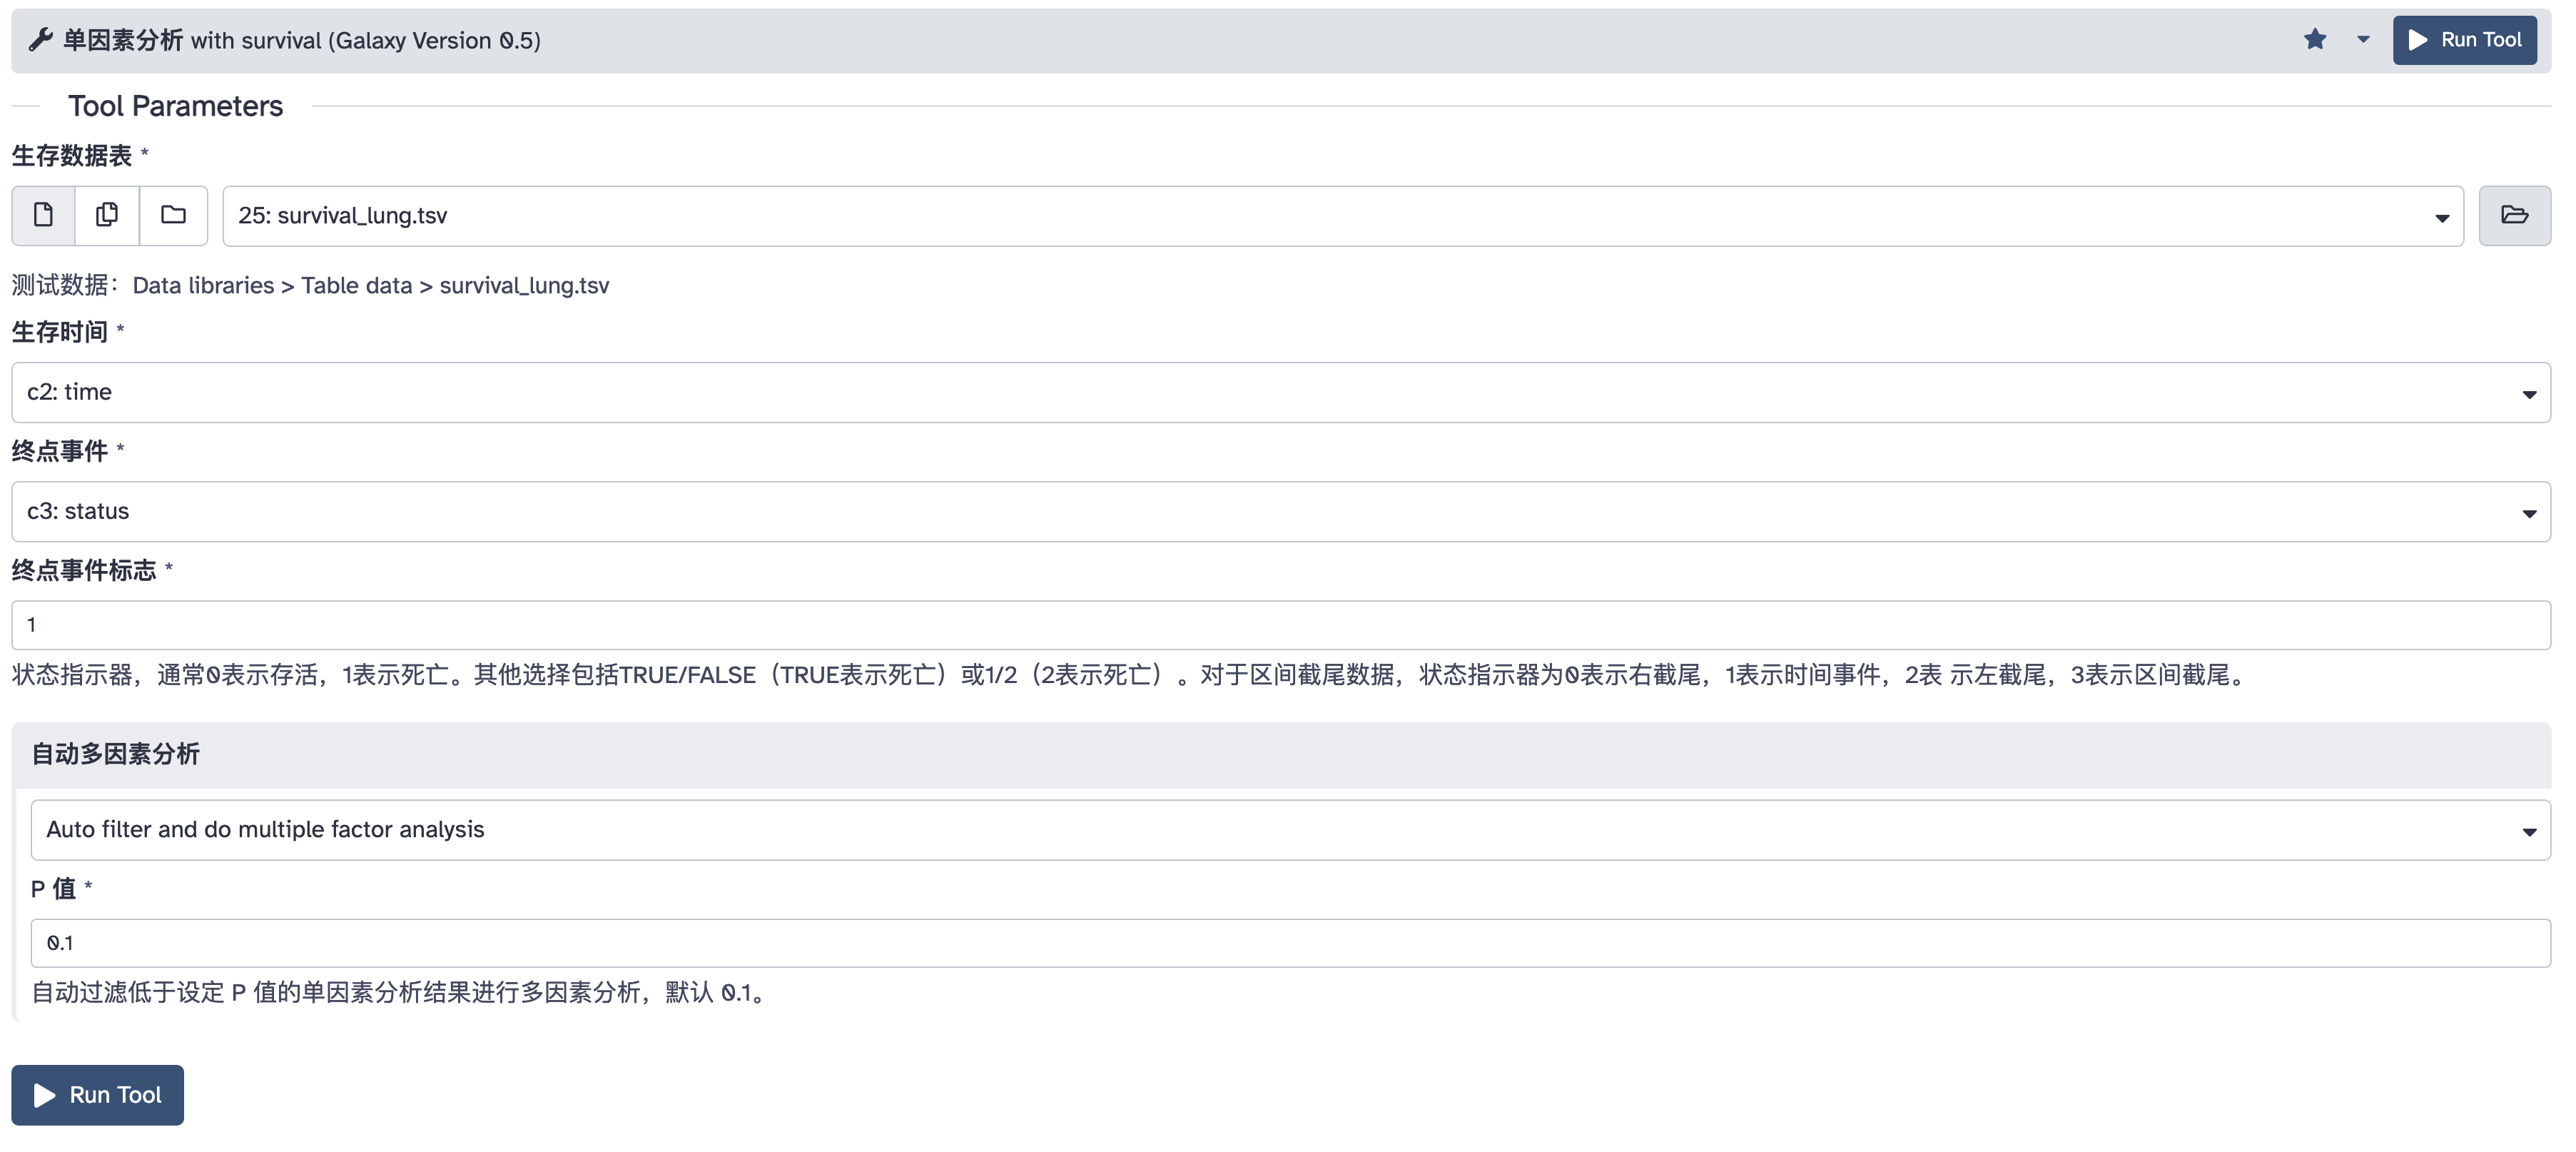 单因素分析 with survival (Galaxy Version 0.5)
Run Tool
Tool Parameters
生存数据表 *
25: survival_lung.tsv
测试数据：Data libraries > Table data > survival_lung.tsv
生存时间 *
c2: time
终点事件 *
c3: status
终点事件标志 *
1
状态指示器，通常0表示存活，1表示死亡。其他选择包括TRUE/FALSE（TRUE表示死亡）或1/2（2表示死亡）。对于区间截尾数据，状态指示器为0表示右截尾，1表示时间事件，2表 示左截尾，3表示区间截尾。
自动多因素分析
Auto filter and do multiple factor analysis
P 值 *
0.1
自动过滤低于设定 P 值的单因素分析结果进行多因素分析，默认 0.1。
Run Tool